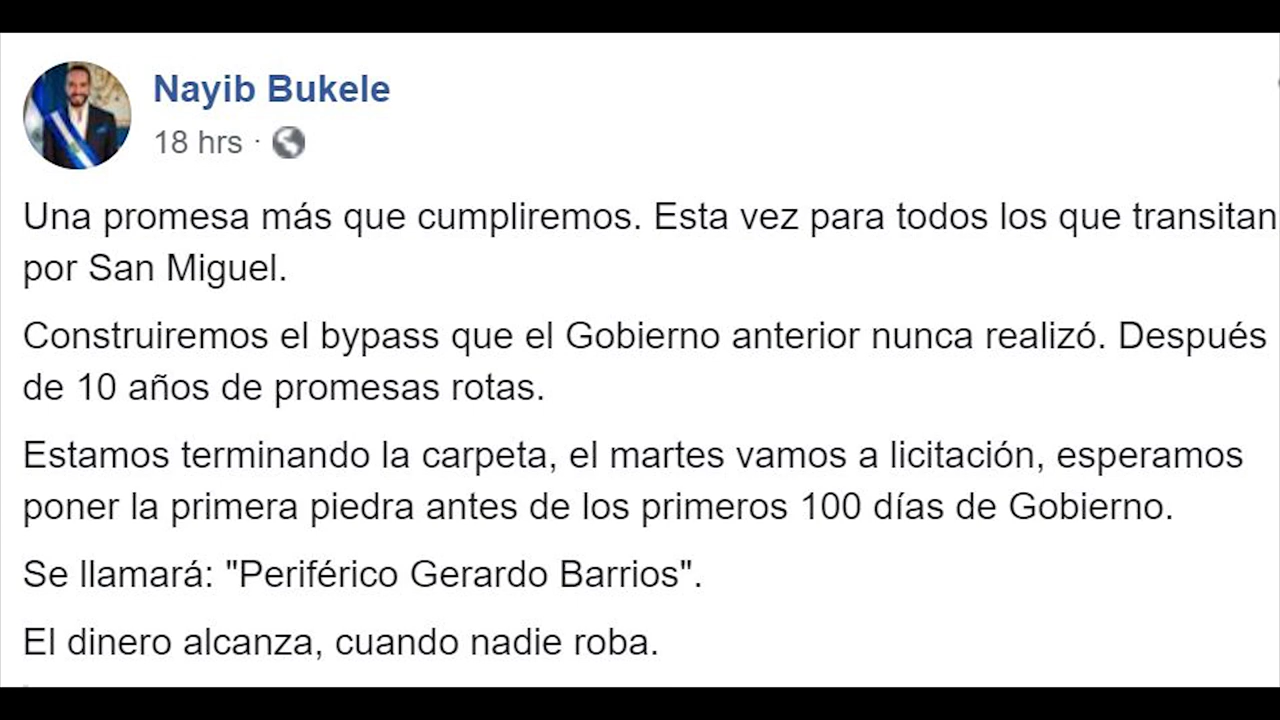 Nayib Bukele
18 hrs ·
Una promesa más que cumpliremos. Esta vez para todos los que transitan
por San Miguel.
Construiremos el bypass que el Gobierno anterior nunca realizó. Después
de 10 años de promesas rotas.
Estamos terminando la carpeta, el martes vamos a licitación, esperamos
poner la primera piedra antes de los primeros 100 días de Gobierno.
Se llamará: "Periférico Gerardo Barrios".
El dinero alcanza, cuando nadie roba.